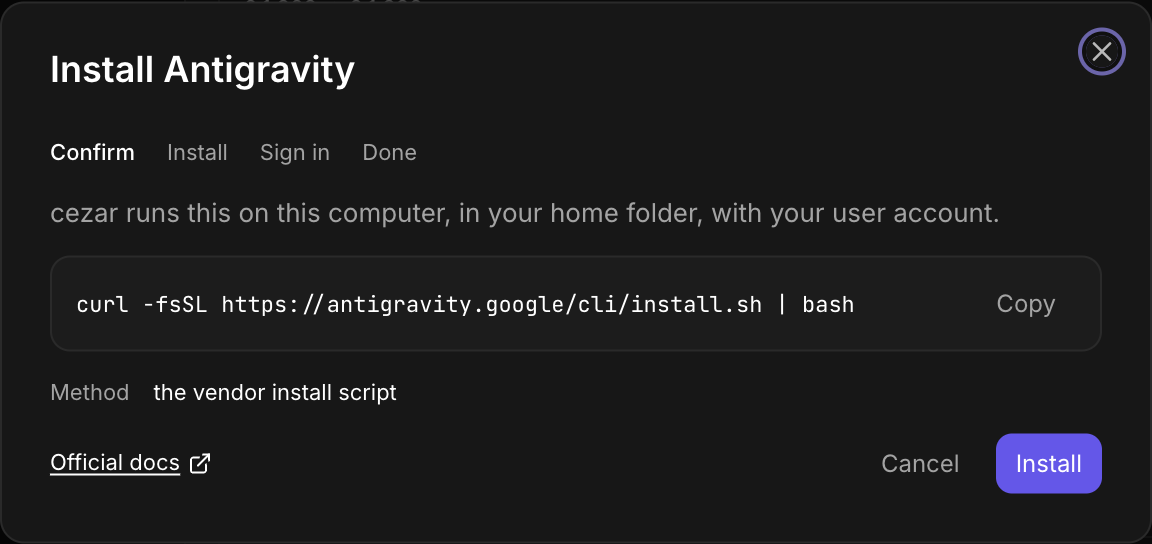 Install Antigravity
Confirm Install Sign in Done
cezar runs this on this computer, in your home folder, with your user account.
curl -fsSL https://antigravity.google/cli/install.sh | bash Copy
Method the vendor install script
Official docs Cancel Install